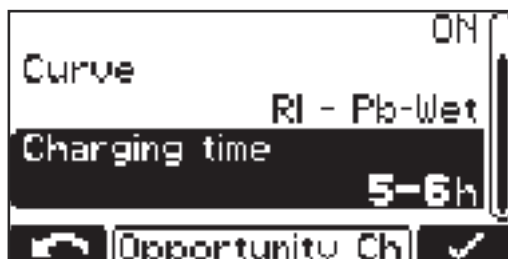 ON
Curve
RI - Pb-Wet
Charging time
5-6h
Opportunity Ch